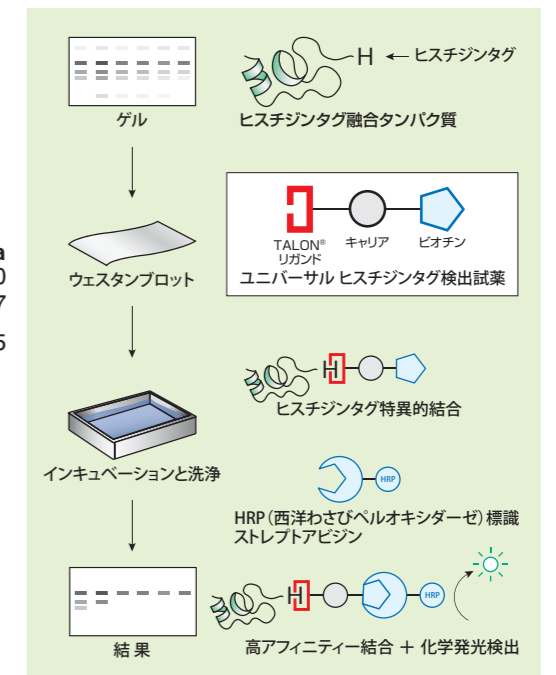 H ← ヒスチジンタグ
ゲル
ヒスチジンタグ融合タンパク質
TALON®
リガンド
キャリア
ビオチン
ユニバーサル ヒスチジンタグ検出試薬
a
0
7
5
ウェスタンブロット
H
ヒスチジンタグ特異的結合
インキュベーションと洗浄
HRP
HRP(西洋わさびペルオキシダーゼ)標識
ストレプトアビジン
H
HRP
結果
高アフィニティー結合 + 化学発光検出